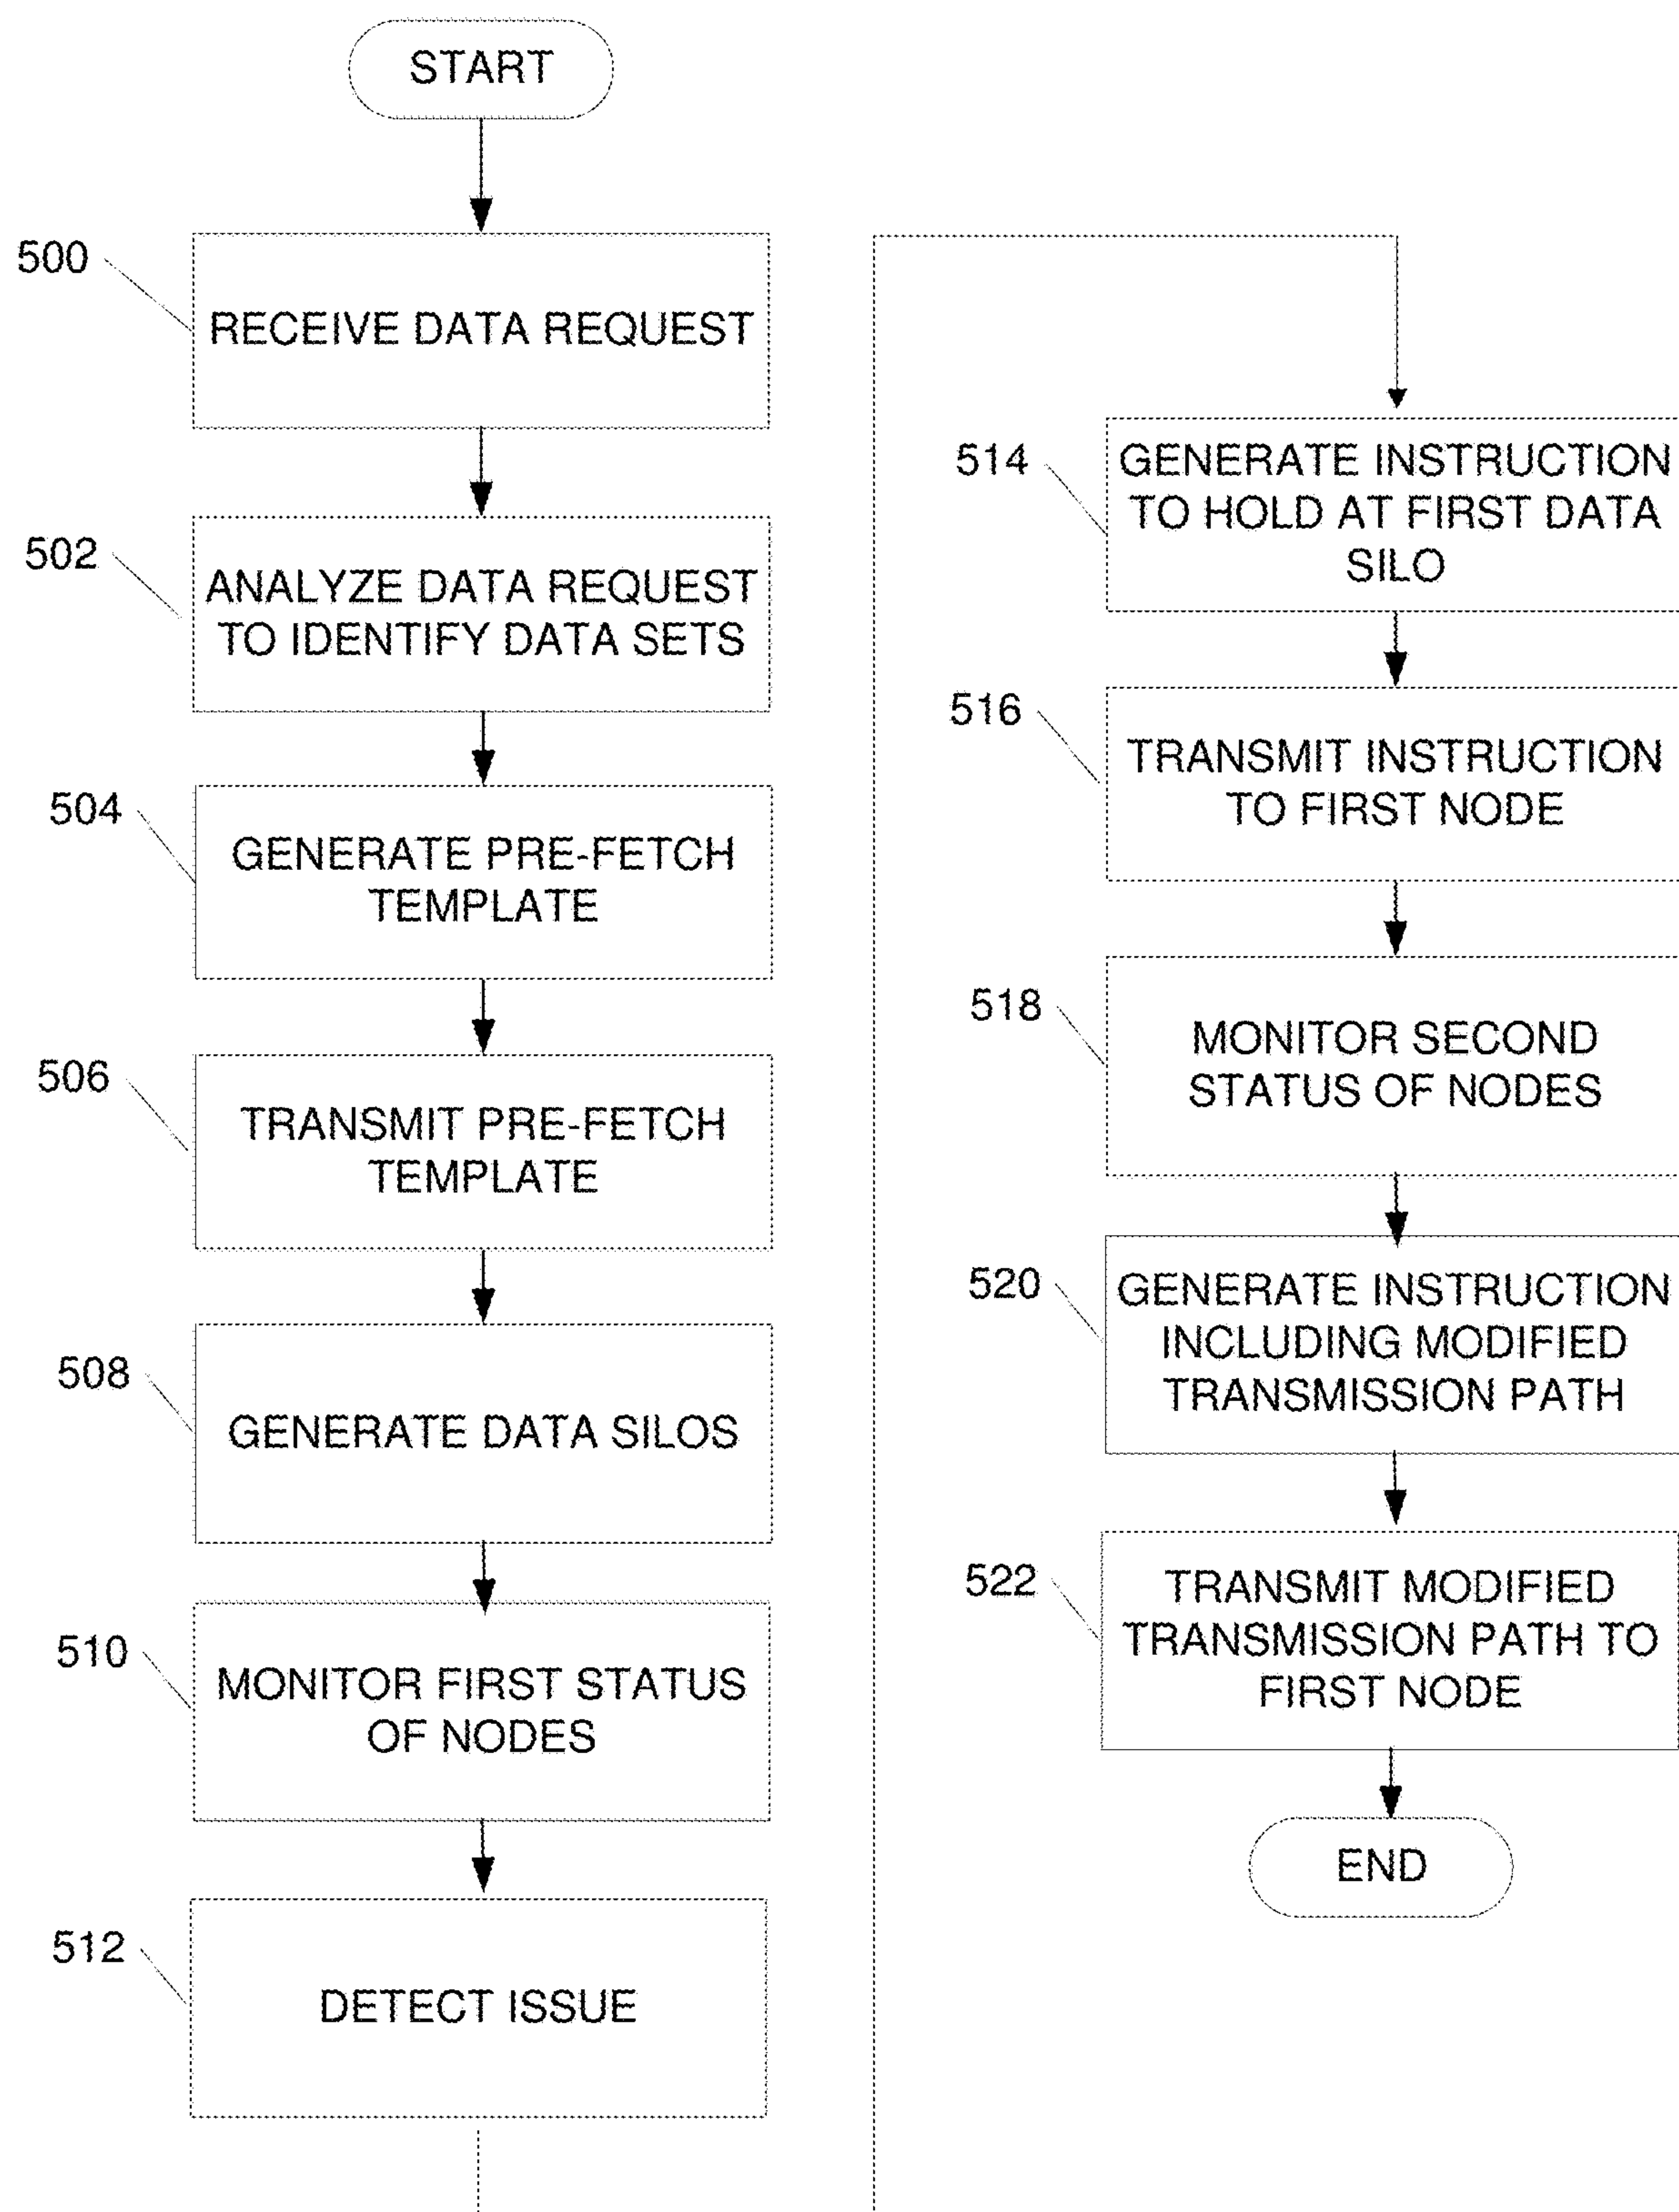 START
500
RECEIVE DATA REQUEST
502
ANALYZE DATA REQUEST
TO IDENTIFY DATA SETS
504
GENERATE PRE-FETCH
TEMPLATE
506
TRANSMIT PRE-FETCH
TEMPLATE
508
GENERATE DATA SILOS
510
MONITOR FIRST STATUS
OF NODES
512
DETECT ISSUE
514
GENERATE INSTRUCTION
TO HOLD AT FIRST DATA
SILO
516
TRANSMIT INSTRUCTION
TO FIRST NODE
518
MONITOR SECOND
STATUS OF NODES
520
GENERATE INSTRUCTION
INCLUDING MODIFIED
TRANSMISSION PATH
522
TRANSMIT MODIFIED
TRANSMISSION PATH TO
FIRST NODE
END